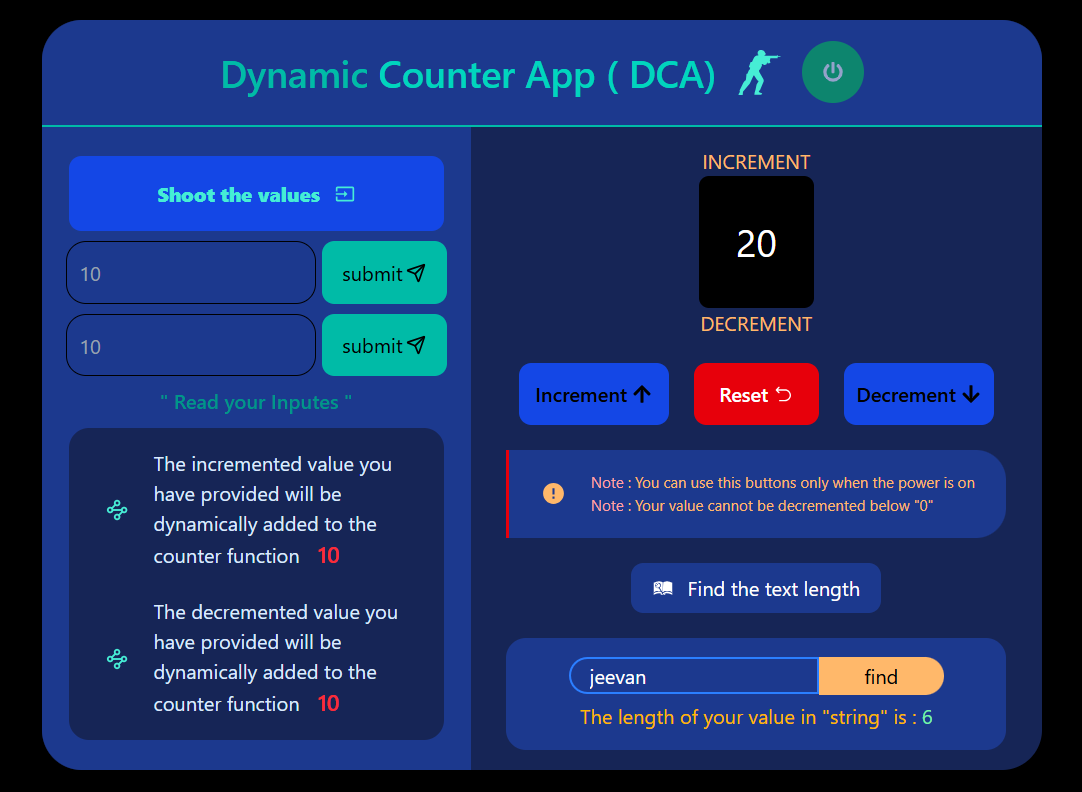 Dynamic Counter App ( DCA)
Shoot the values
10
submit
10
submit
" Read your Inputes "
The incremented value you
have provided will be
dynamically added to the
counter function 10
The decremented value you
have provided will be
dynamically added to the
counter function 10
INCREMENT
20
DECREMENT
Increment
Reset
Decrement
Note : You can use this buttons only when the power is on
Note : Your value cannot be decremented below "0"
Find the text length
jeevan
find
The length of your value in "string" is : 6